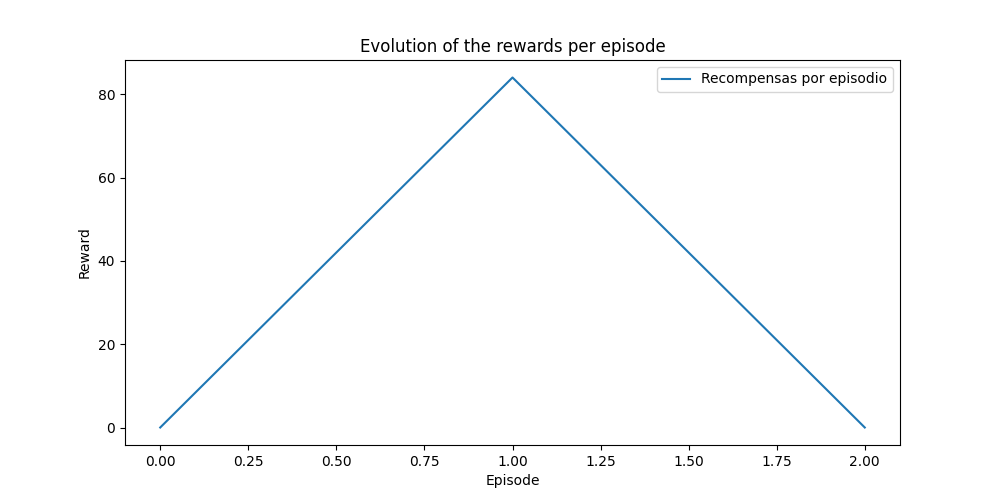 Evolution of the rewards per episode
Recompensas por episodio
80
60
40
20
0
Reward
0.00 0.25 0.50 0.75 1.00 1.25 1.50 1.75 2.00
Episode